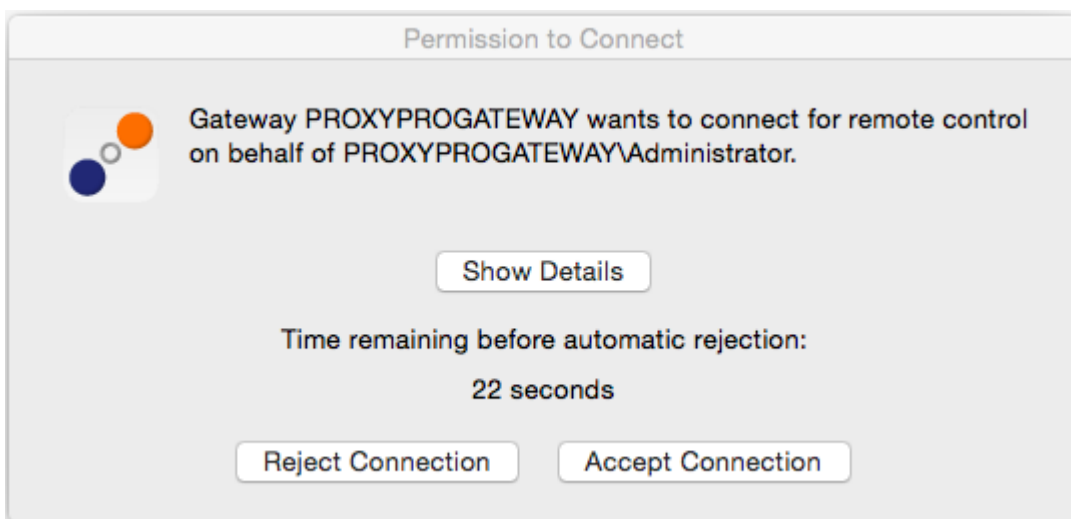 Permission to Connect
Gateway PROXYPROGATEWAY wants to connect for remote control
on behalf of PROXYPROGATEWAY\Administrator.
Show Details
Time remaining before automatic rejection:
22 seconds
Reject Connection
Accept Connection